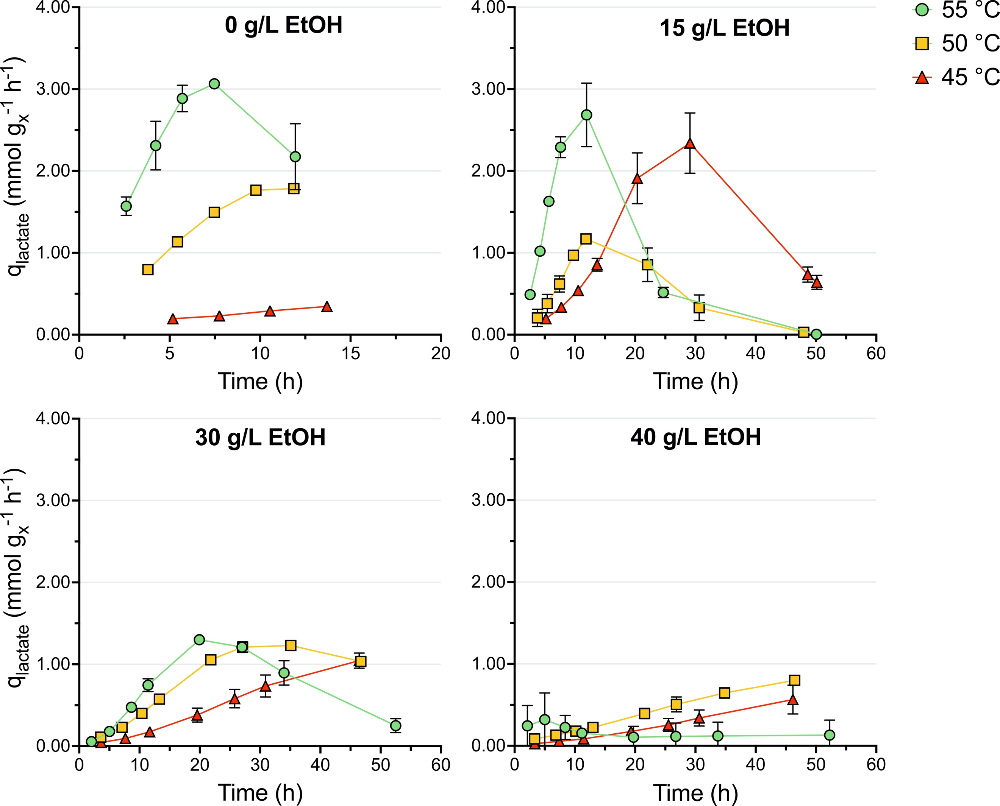 0 g/L EtOH
4.00
3.00
2.00
1.00
0.00
qlactate (mmol gx-1 h-1)
0 5 10 15 20
Time (h)
15 g/L EtOH
4.00
3.00
2.00
1.00
0.00
0 10 20 30 40 50 60
Time (h)
55 °C
50 °C
45 °C
30 g/L EtOH
4.00
3.00
2.00
1.00
0.00
qlactate (mmol gx-1 h-1)
0 10 20 30 40 50 60
Time (h)
40 g/L EtOH
4.00
3.00
2.00
1.00
0.00
0 10 20 30 40 50 60
Time (h)